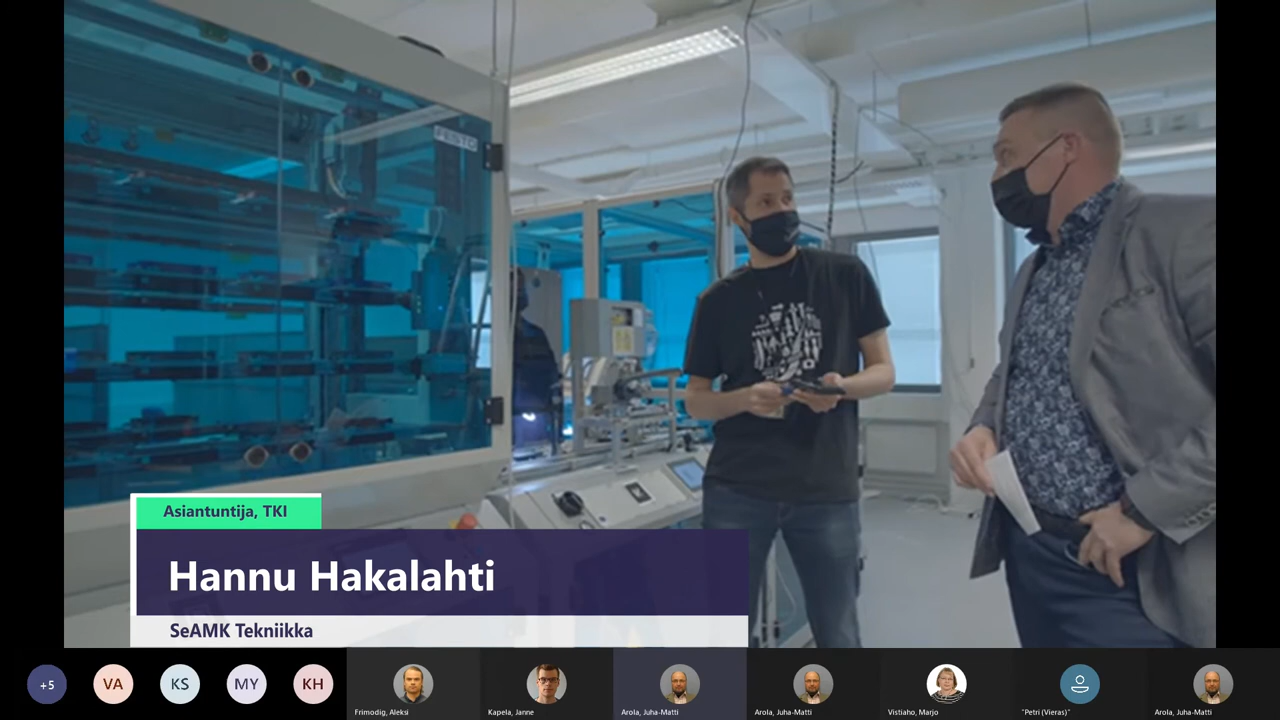 FESTO
Asiantuntija, TKI
Hannu Hakalahti
SeAMK Tekniikka
+5
VA
KS
MY
KH
Frimodig, Aleksi
Kapela, Janne
Arola, Juha-Matti
Arola, Juha-Matti
Vistiaho, Marjo
"Petri (Vieras)"
Arola, Juha-Matti